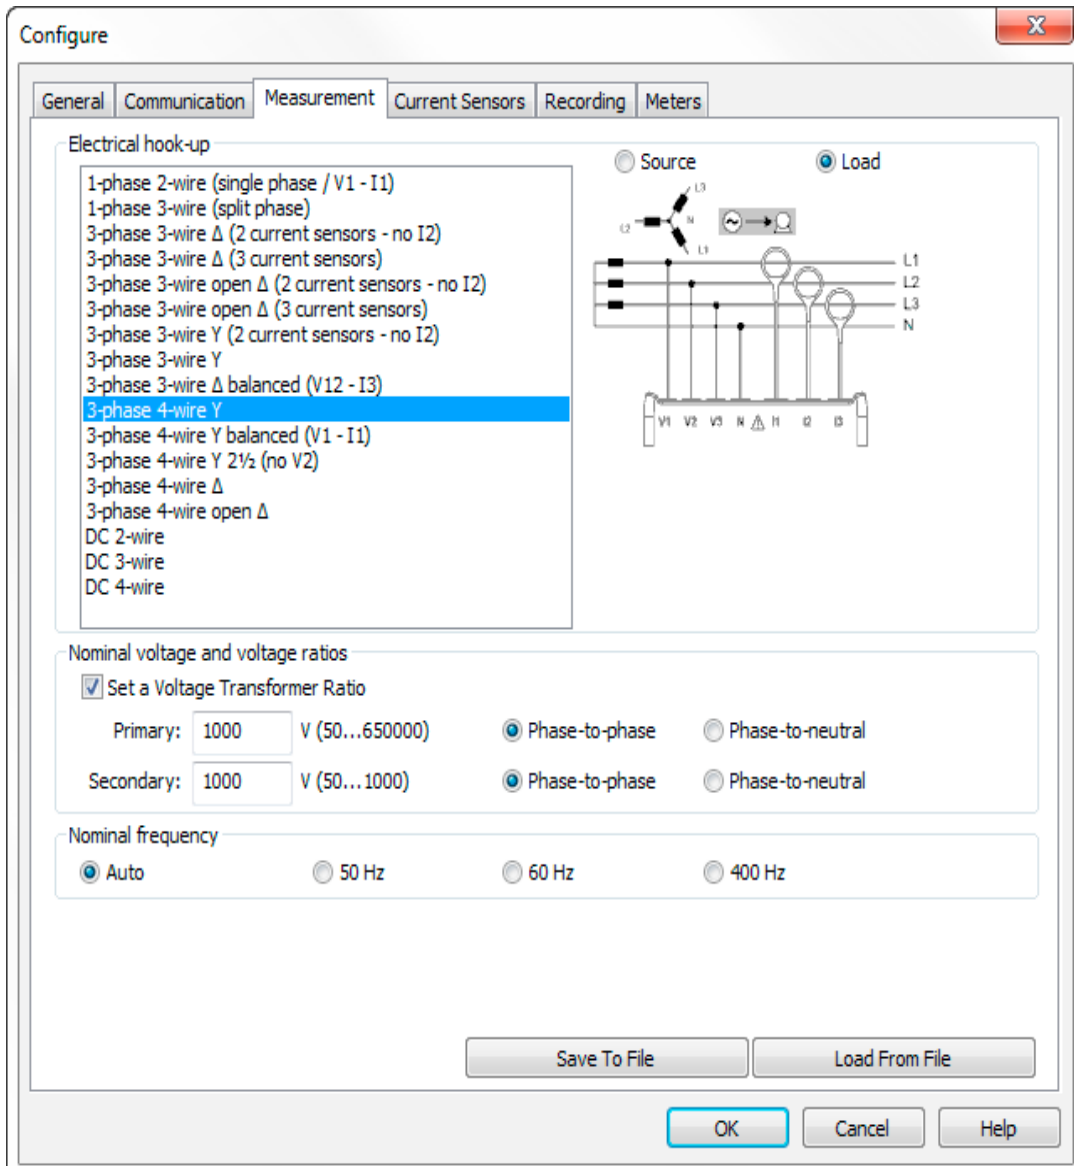 Configure
X
General Communication Measurement Current Sensors Recording Meters
Electrical hook-up
Source Load
1-phase 2-wire (single phase / V1 - I1)
1-phase 3-wire (split phase)
3-phase 3-wire Δ (2 current sensors - no I2)
3-phase 3-wire Δ (3 current sensors)
3-phase 3-wire open Δ (2 current sensors - no I2)
3-phase 3-wire open Δ (3 current sensors)
3-phase 3-wire Y (2 current sensors - no I2)
3-phase 3-wire Y
3-phase 3-wire Δ balanced (V12 - I3)
3-phase 4-wire Y
3-phase 4-wire Y balanced (V1 - I1)
3-phase 4-wire Y 2½ (no V2)
3-phase 4-wire Δ
3-phase 4-wire open Δ
DC 2-wire
DC 3-wire
DC 4-wire
L3
L2 N
L1
L1
L2
L3
N
V1 V2 V3 N I1 I2 I3
Nominal voltage and voltage ratios
Set a Voltage Transformer Ratio
Primary: 1000 V (50...650000) Phase-to-phase Phase-to-neutral
Secondary: 1000 V (50...1000) Phase-to-phase Phase-to-neutral
Nominal frequency
Auto 50 Hz 60 Hz 400 Hz
Save To File Load From File
OK Cancel Help